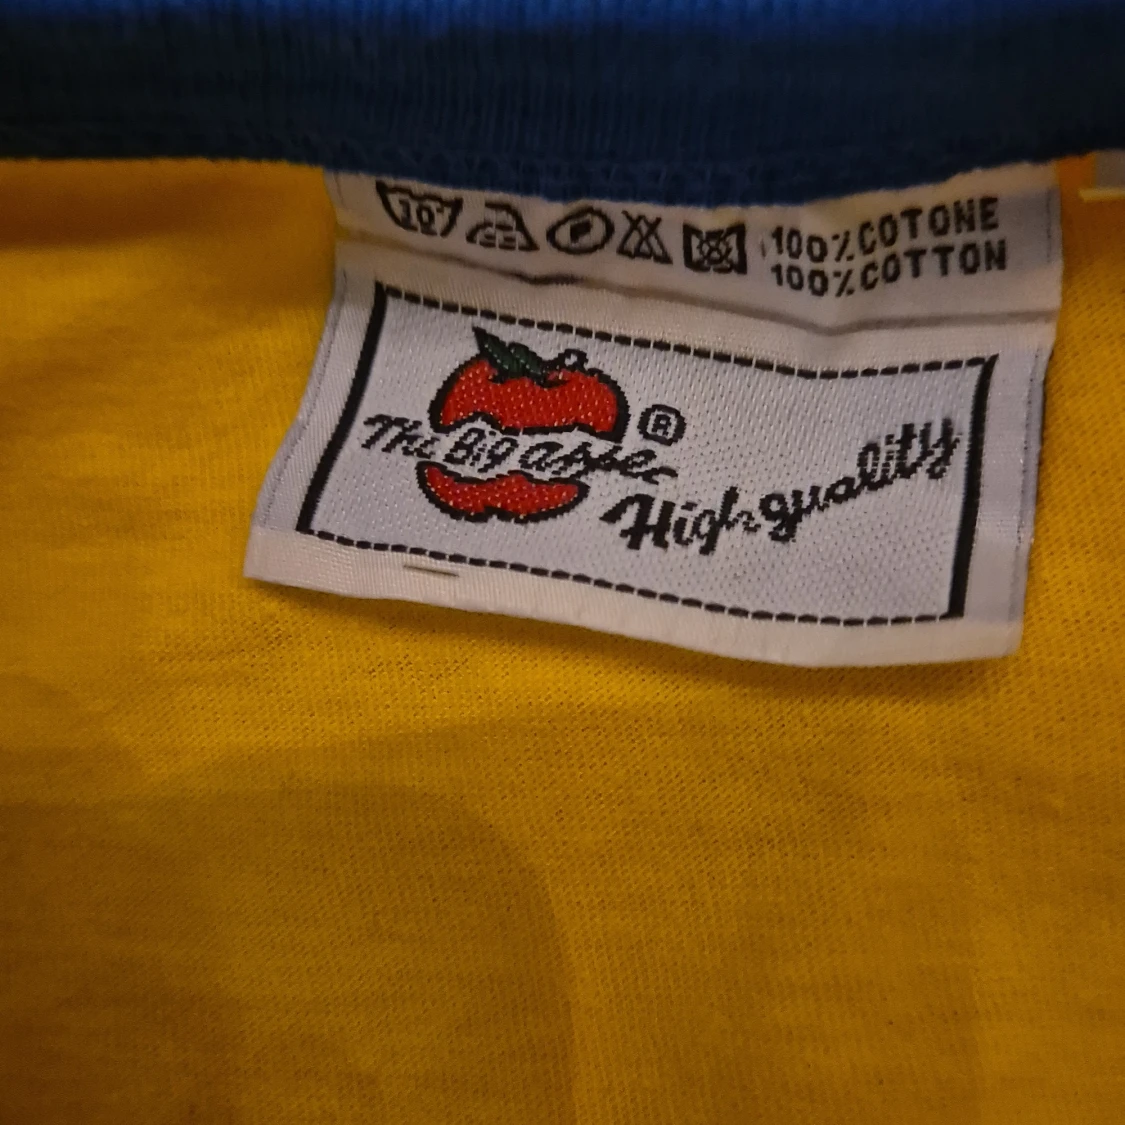 100%COTONE
100%COTTON
The Big apple
®
High quality